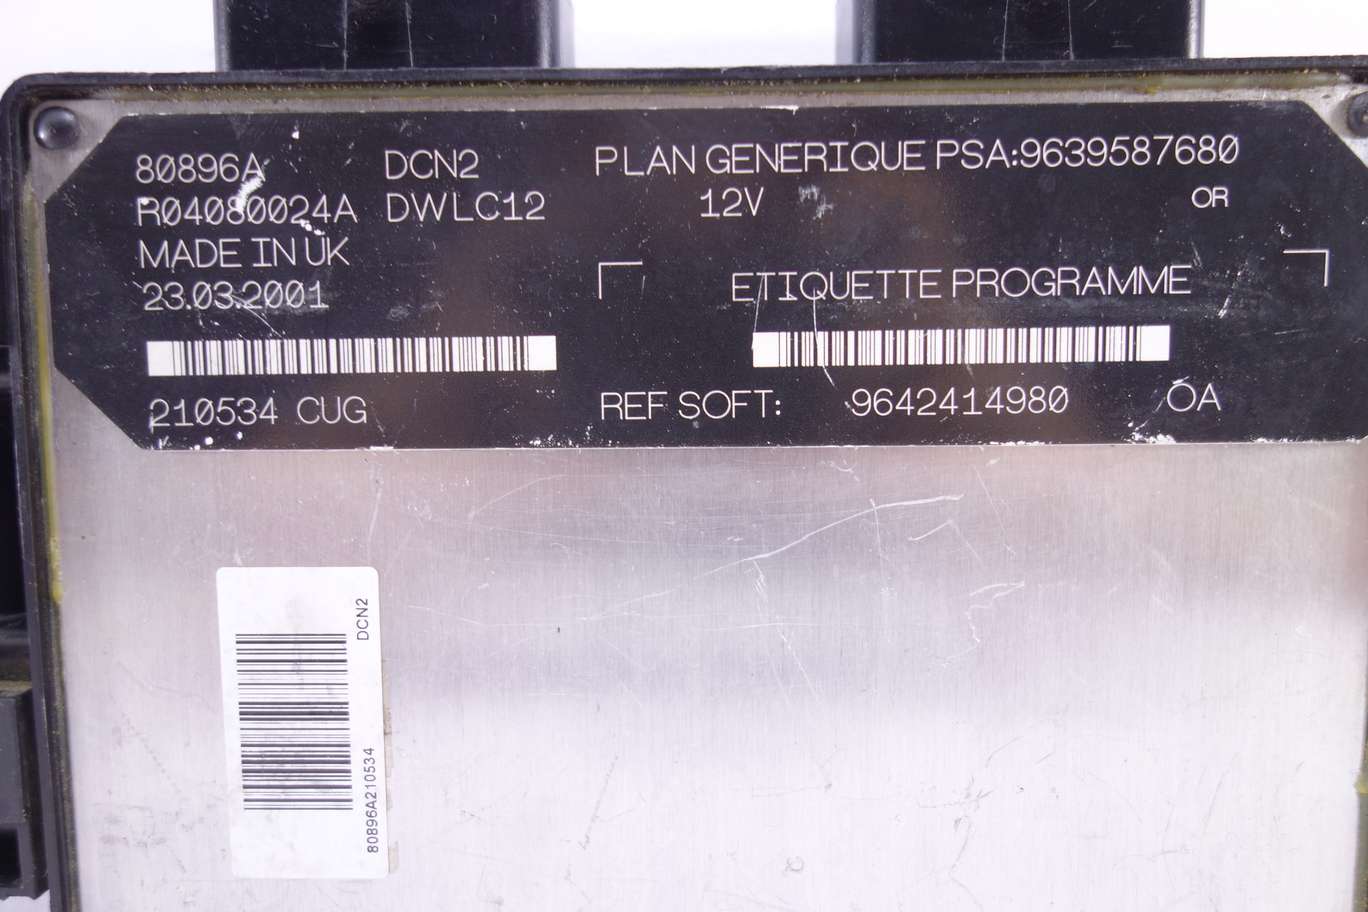 80896A DCN2 PLAN GENERIQUE PSA:9639587680
R04080024A DWLC12 12V OR
MADE IN UK
23.03.2001
ETIQUETTE PROGRAMME
210534 CUG REF SOFT: 9642414980 OA
DCN2
80896A210534